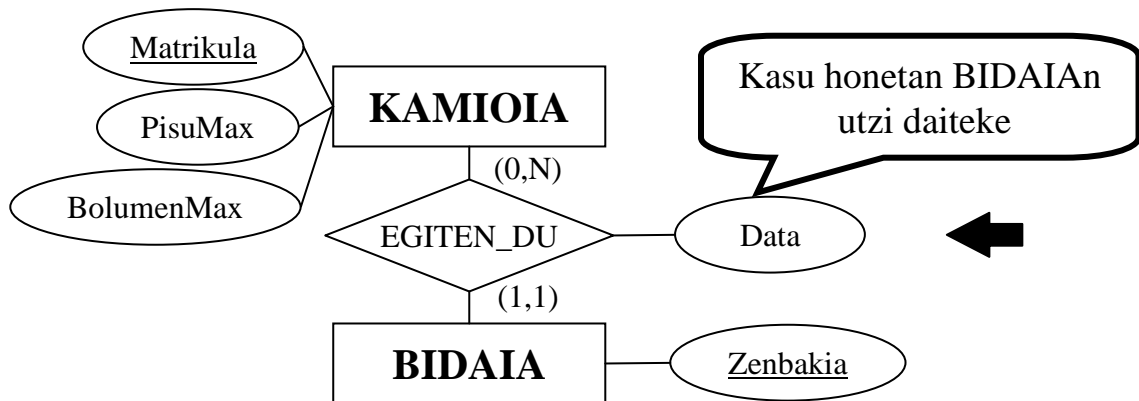 Matrikula
KAMIOIA
PisuMax
BolumenMax
Kasu honetan BIDAIAn
utzi daiteke
(0,N)
EGITEN_DU
Data
(1,1)
BIDAIA
Zenbakia